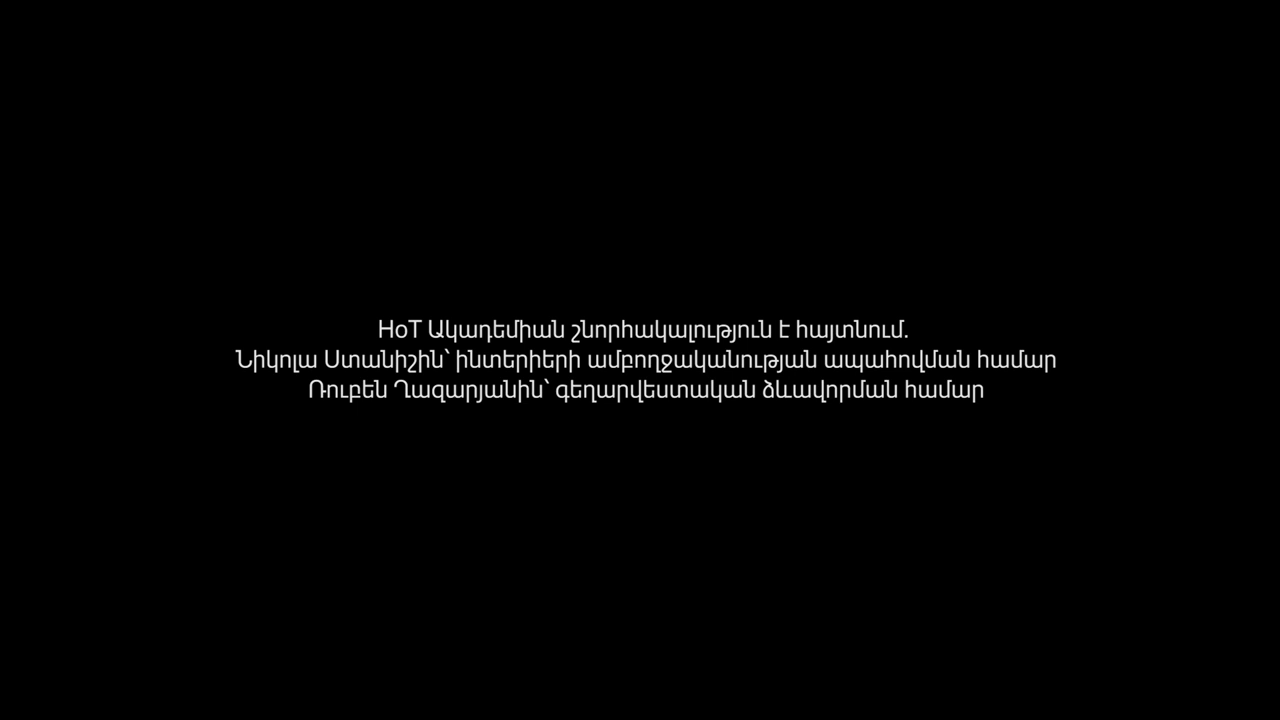 HoT Ակադեմիան շնորհակալություն է հայտնում.
Նիկոլա Ստանիշին՝ ինտերիերի ամբողջականության ապահովման համար
Ռուբեն Ղազարյանին՝ գեղարվեստական ձևավորման համար